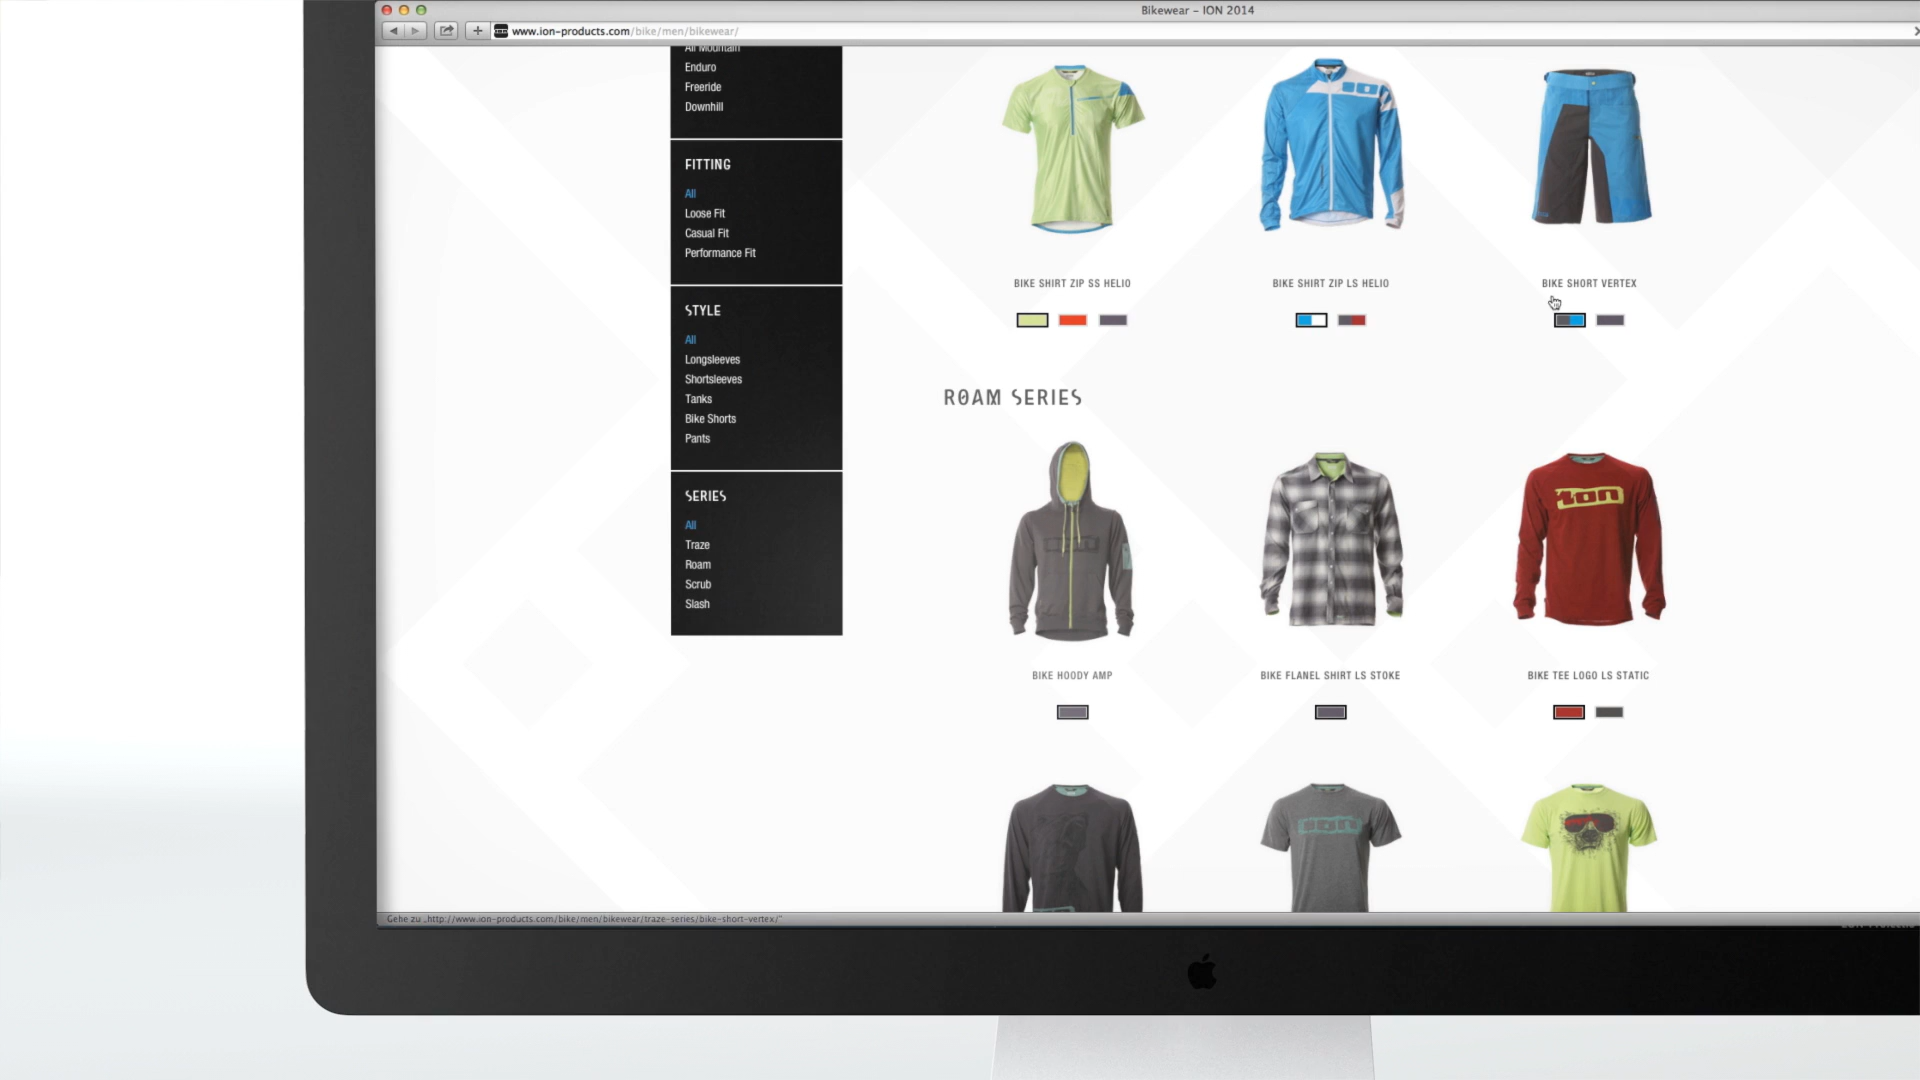 Bikewear – ION 2014
www.ion-products.com/bike/men/bikewear/
All Mountain
Enduro
Freeride
Downhill
FITTING
All
Loose Fit
Casual Fit
Performance Fit
STYLE
All
Longsleeves
Shortsleeves
Tanks
Bike Shorts
Pants
SERIES
All
Traze
Roam
Scrub
Slash
BIKE SHIRT ZIP SS HELIO
BIKE SHIRT ZIP LS HELIO
BIKE SHORT VERTEX
ROAM SERIES
ion
BIKE HOODY AMP
BIKE FLANEL SHIRT LS STOKE
BIKE TEE LOGO LS STATIC
ion
Gehe zu „http://www.ion-products.com/bike/men/bikewear/traze-series/bike-short-vertex/"